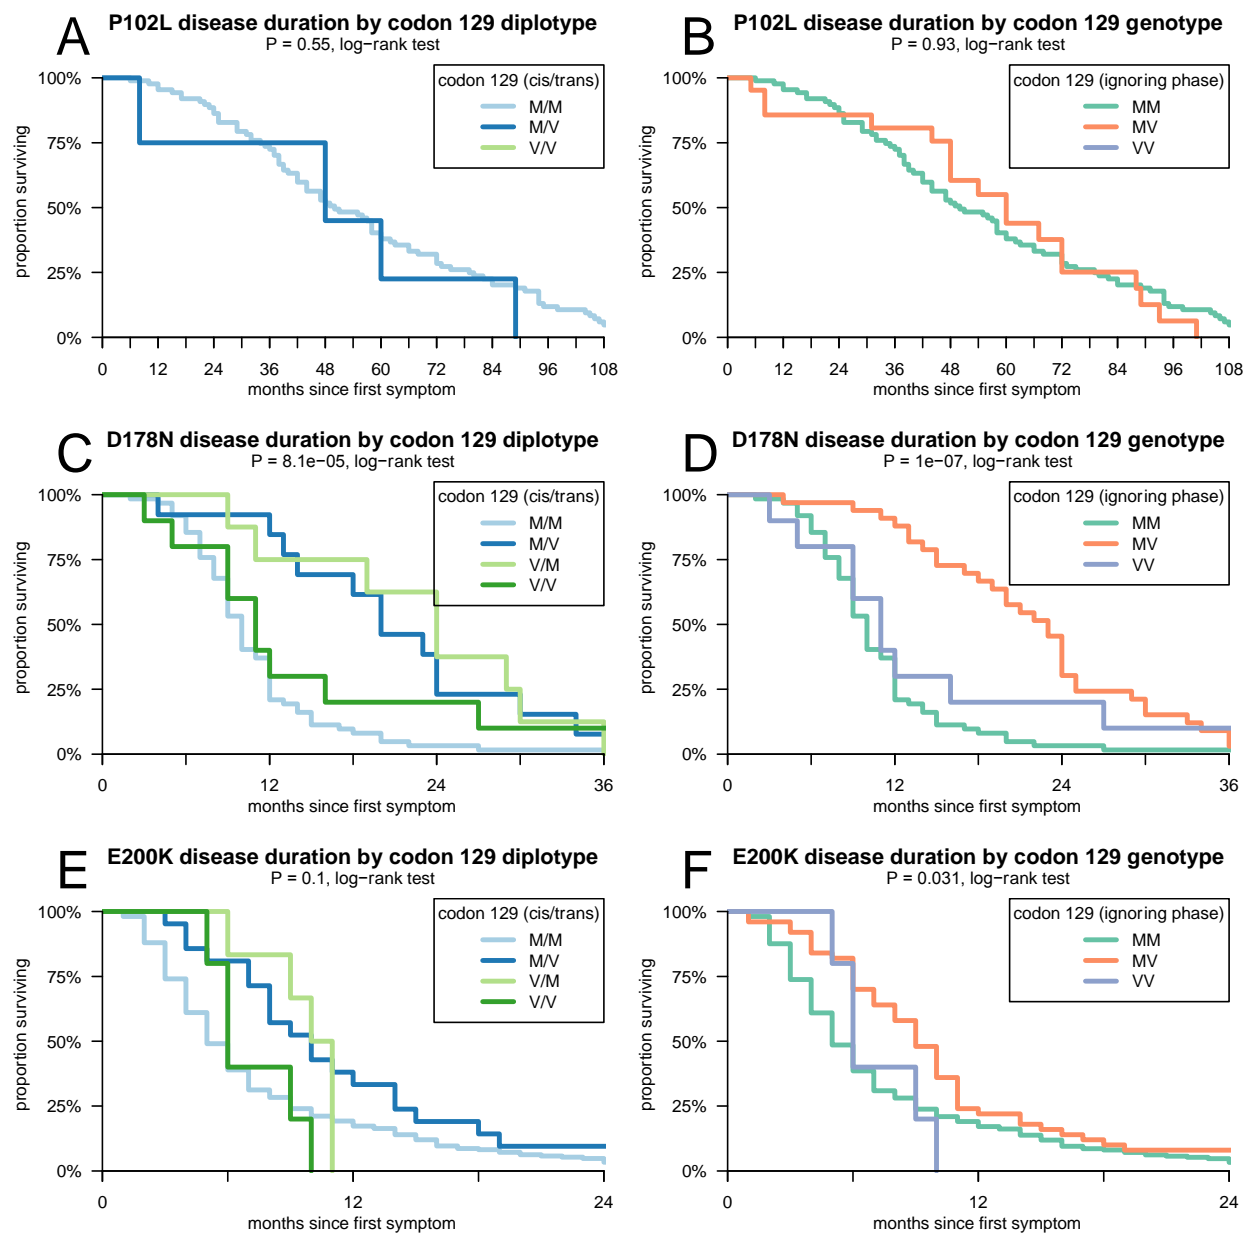 A
P102L disease duration by codon 129 diplotype
P = 0.55, log−rank test
codon 129 (cis/trans)
M/M
M/V
V/V
proportion surviving
100%
75%
50%
25%
0%
0 12 24 36 48 60 72 84 96 108
months since first symptom
B
P102L disease duration by codon 129 genotype
P = 0.93, log−rank test
codon 129 (ignoring phase)
MM
MV
VV
proportion surviving
100%
75%
50%
25%
0%
0 12 24 36 48 60 72 84 96 108
months since first symptom
C
D178N disease duration by codon 129 diplotype
P = 8.1e−05, log−rank test
codon 129 (cis/trans)
M/M
M/V
V/M
V/V
proportion surviving
100%
75%
50%
25%
0%
0 12 24 36
months since first symptom
D
D178N disease duration by codon 129 genotype
P = 1e−07, log−rank test
codon 129 (ignoring phase)
MM
MV
VV
proportion surviving
100%
75%
50%
25%
0%
0 12 24 36
months since first symptom
E
E200K disease duration by codon 129 diplotype
P = 0.1, log−rank test
codon 129 (cis/trans)
M/M
M/V
V/M
V/V
proportion surviving
100%
75%
50%
25%
0%
0 12 24
months since first symptom
F
E200K disease duration by codon 129 genotype
P = 0.031, log−rank test
codon 129 (ignoring phase)
MM
MV
VV
proportion surviving
100%
75%
50%
25%
0%
0 12 24
months since first symptom